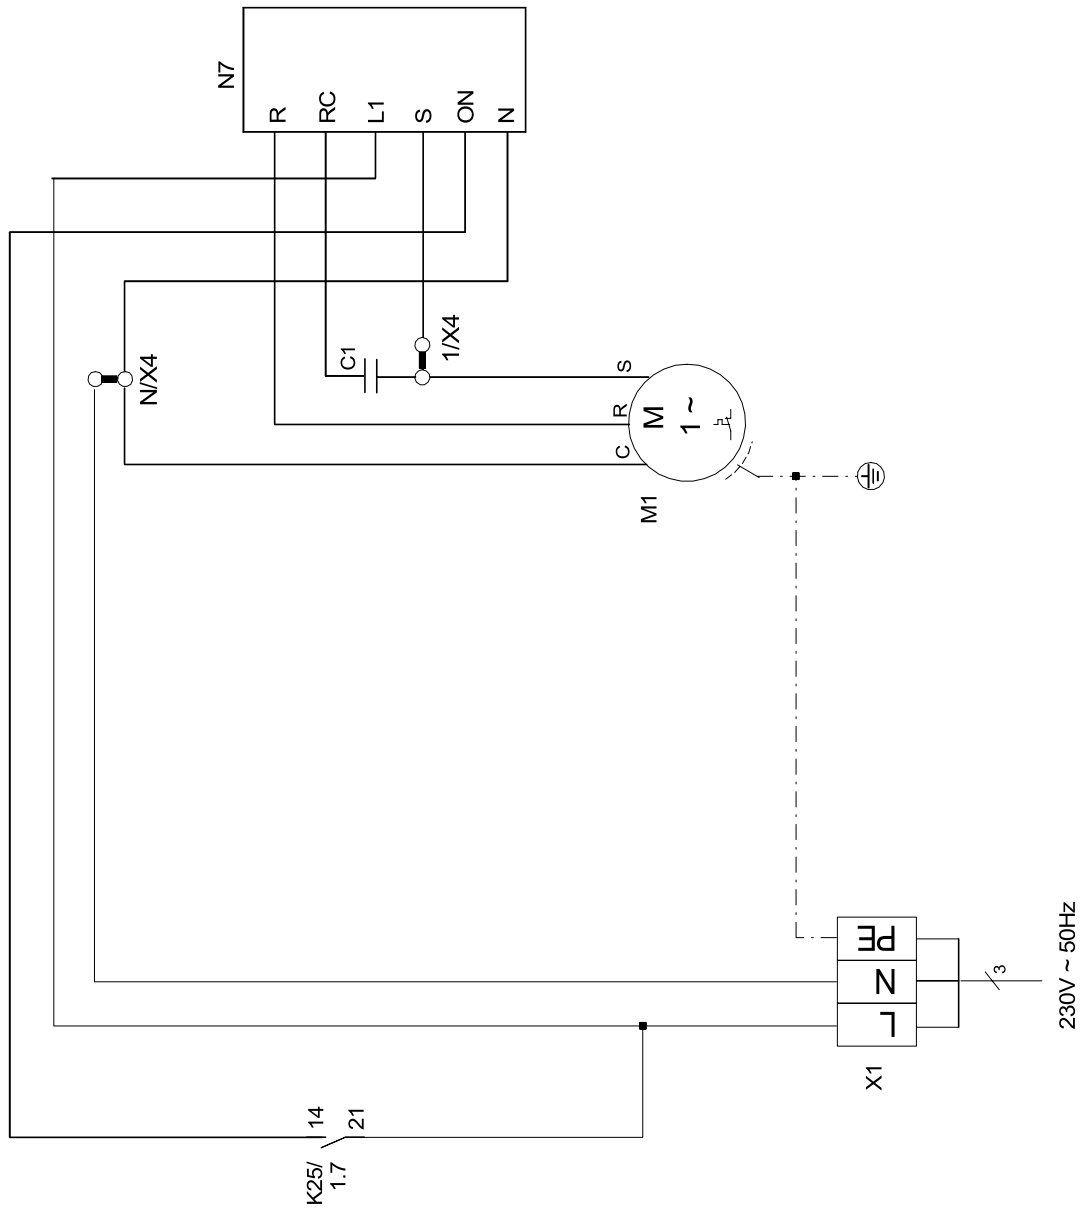 N7
R
RC
L1
S
ON
N
N/X4
C1
1/X4
S
R
C
M
1 ~
M1
PE
N
L
X1
3
230V ~ 50Hz
14
21
K25/
1.7